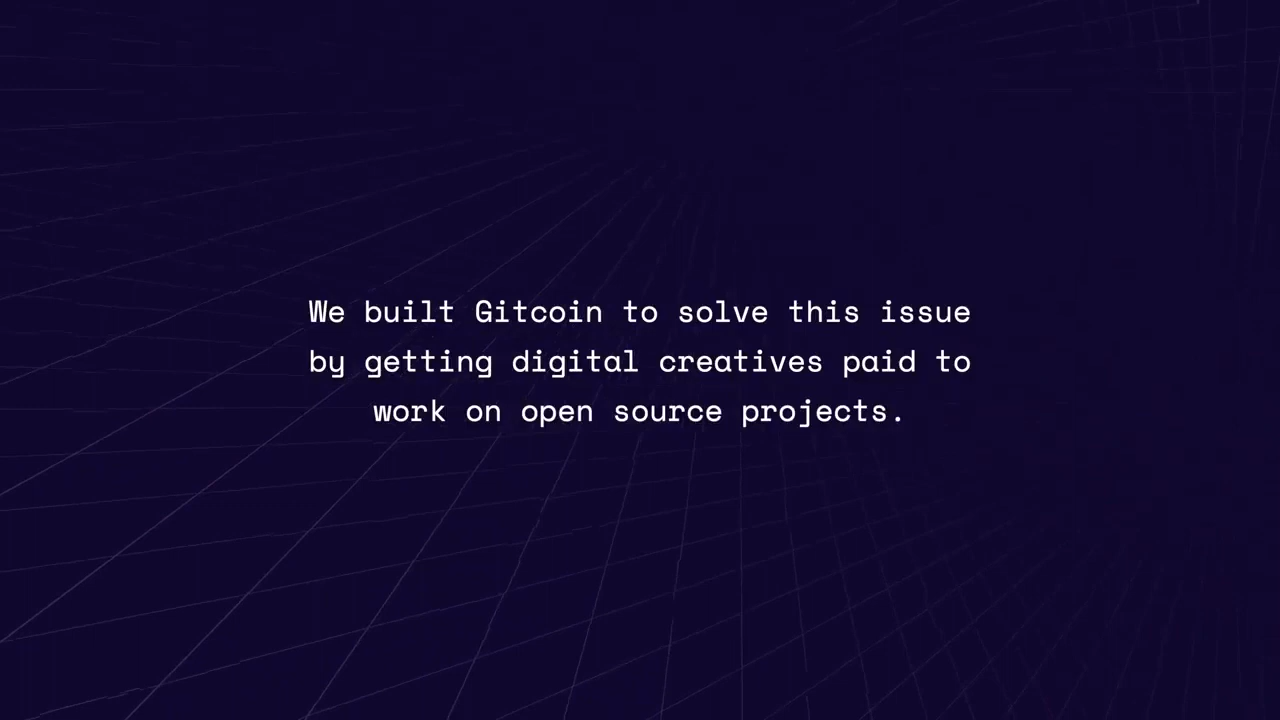 We built Gitcoin to solve this issue
by getting digital creatives paid to
work on open source projects.